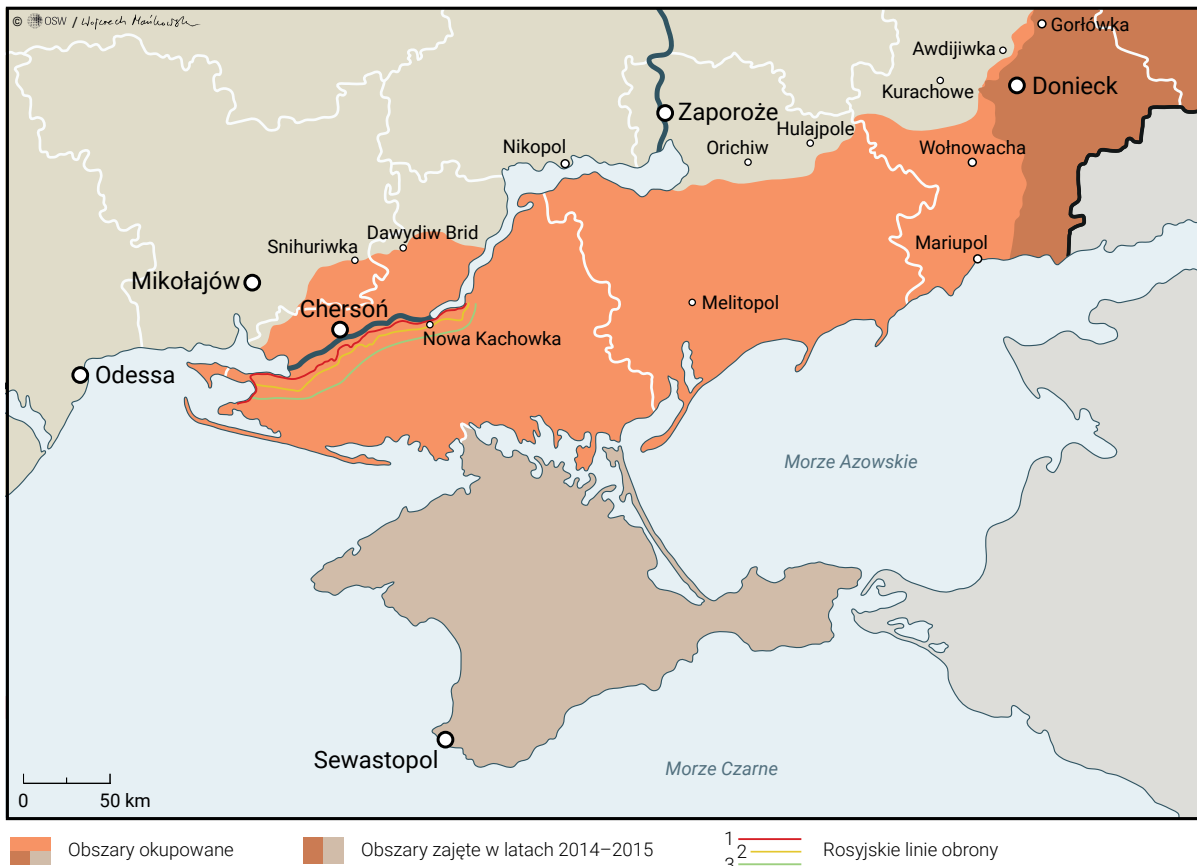 © OSW / Wojciech Mańkowski
Gorłówka
Awdijiwka
Kurachowe
Donieck
Zaporoże
Hulajpole
Nikopol
Orichiw
Wołnowacha
Dawydiw Brid
Snihuriwka
Mariupol
Mikołajów
Melitopol
Chersoń
Nowa Kachowka
Odessa
Morze Azowskie
Sewastopol
Morze Czarne
0 50 km
Obszary okupowane
Obszary zajęte w latach 2014–2015
1
2
3
Rosyjskie linie obrony